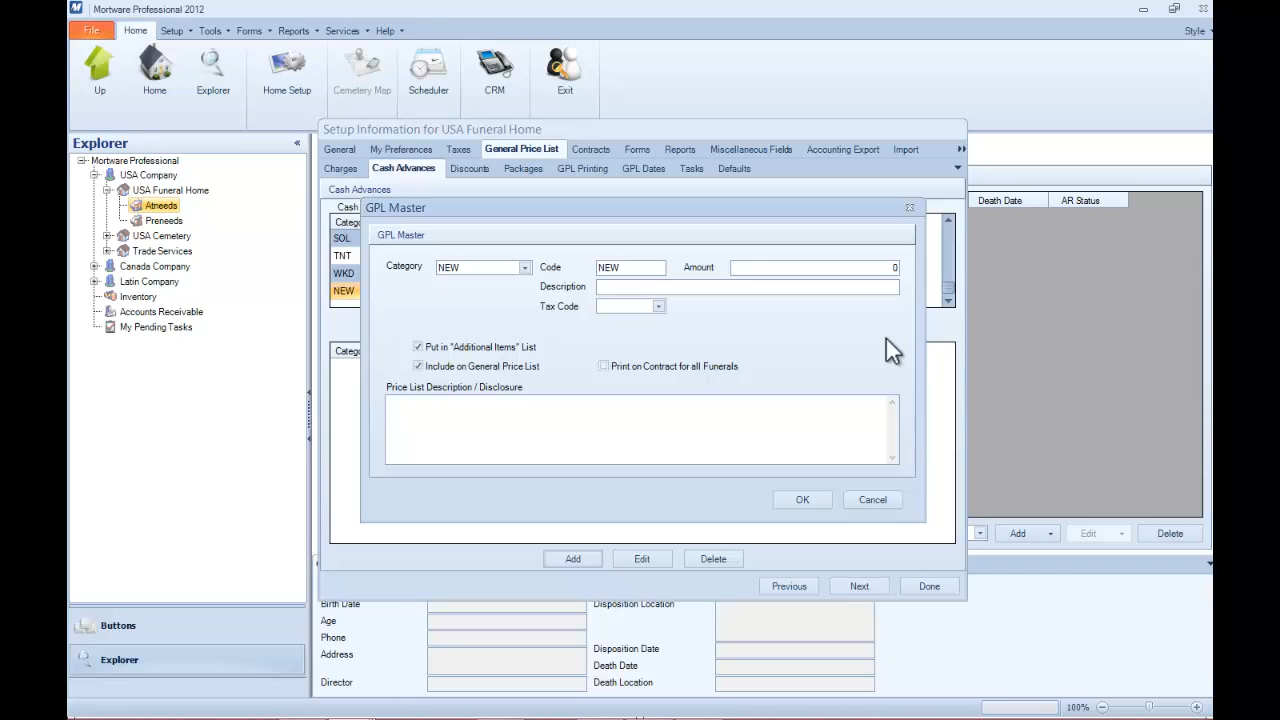 Mortware Professional 2012
File Home Setup Tools Forms Reports Services Help Style
Up Home Explorer Home Setup Cemetery Map Scheduler CRM Exit
Explorer «
Mortware Professional
USA Company
USA Funeral Home
Atneeds
Preneeds
USA Cemetery
Trade Services
Canada Company
Latin Company
Inventory
Accounts Receivable
My Pending Tasks
Buttons
Explorer
Setup Information for USA Funeral Home
General My Preferences Taxes General Price List Contracts Forms Reports Miscellaneous Fields Accounting Export Import
Charges Cash Advances Discounts Packages GPL Printing GPL Dates Tasks Defaults
Cash Advances
Cash
SOL
TNT
WKD
NEW
GPL Master
GPL Master
Category NEW Code NEW Amount 0
Description
Tax Code
Put in "Additional Items" List
Include on General Price List Print on Contract for all Funerals
Price List Description / Disclosure
OK Cancel
Add Edit Delete
Previous Next Done
Death Date AR Status
Add Edit Delete
Birth Date
Age
Phone
Address
Director
Disposition Location
Disposition Date
Death Date
Death Location
100%